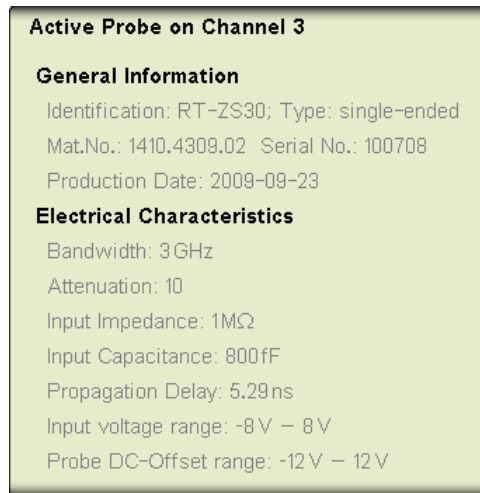 Active Probe on Channel 3
General Information
Identification: RT-ZS30; Type: single-ended
Mat.No.: 1410.4309.02 Serial No.: 100708
Production Date: 2009-09-23
Electrical Characteristics
Bandwidth: 3GHz
Attenuation: 10
Input Impedance: 1MΩ
Input Capacitance: 800fF
Propagation Delay: 5.29ns
Input voltage range: -8V – 8V
Probe DC-Offset range: -12V – 12V